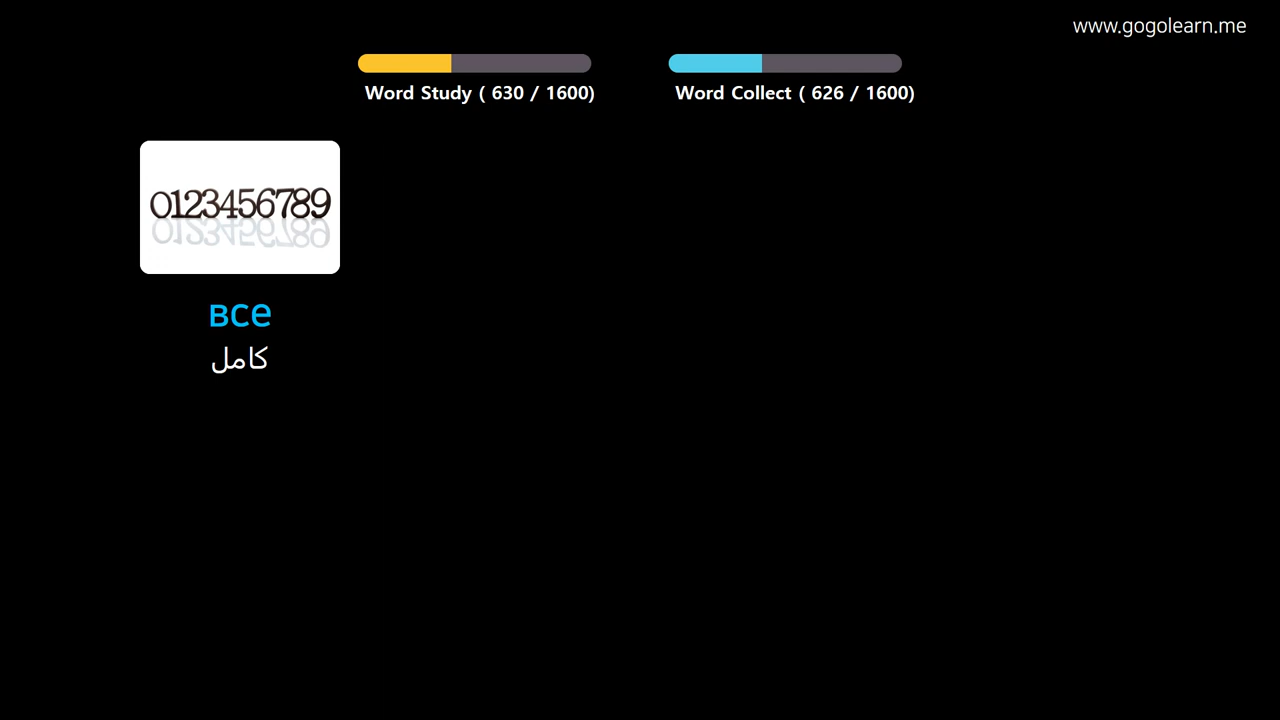 www.gogolearn.me
Word Study ( 630 / 1600)
Word Collect ( 626 / 1600)
0123456789
все
كامل